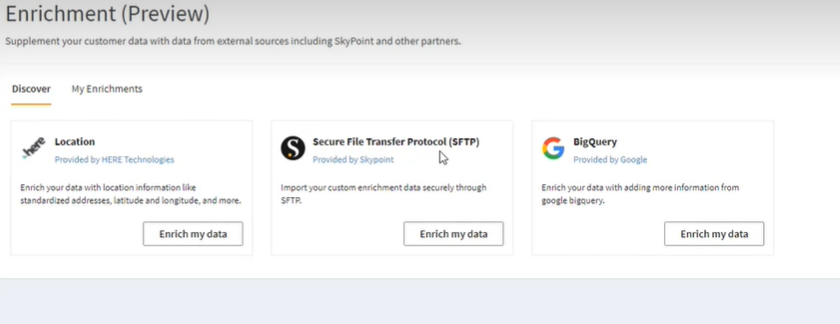 Enrichment (Preview)
Supplement your customer data with data from external sources including SkyPoint and other partners.
Discover
My Enrichments
here
Location
Provided by HERE Technologies
Enrich your data with location information like
standardized addresses, latitude and longitude, and more.
Enrich my data
S
Secure File Transfer Protocol (SFTP)
Provided by Skypoint
Import your custom enrichment data securely through
SFTP.
Enrich my data
G
BigQuery
Provided by Google
Enrich your data with adding more information from
google bigquery.
Enrich my data